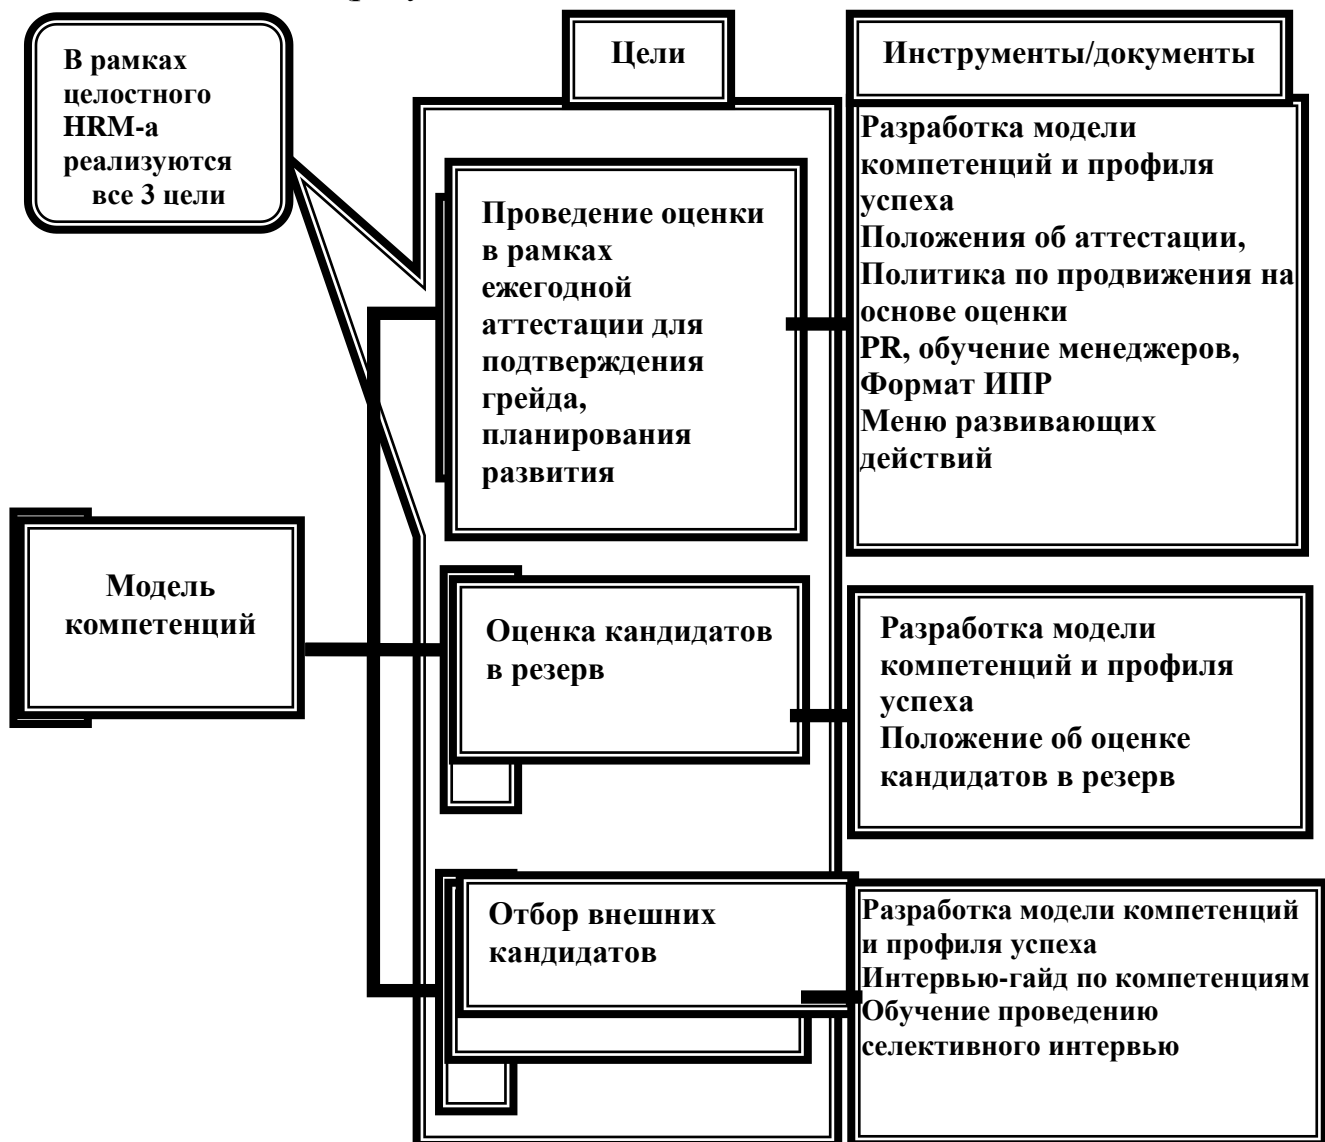 В рамках
целостного
HRM-а
реализуются
все 3 цели
Цели
Инструменты/документы
Проведение оценки
в рамках
ежегодной
аттестации для
подтверждения
грейда,
планирования
развития
Разработка модели
компетенций и профиля
успеха
Положения об аттестации,
Политика по продвижения на
основе оценки
PR, обучение менеджеров,
Формат ИПР
Меню развивающих
действий
Модель
компетенций
Оценка кандидатов
в резерв
Разработка модели
компетенций и профиля
успеха
Положение об оценке
кандидатов в резерв
Отбор внешних
кандидатов
Разработка модели компетенций
и профиля успеха
Интервью-гайд по компетенциям
Обучение проведению
селективного интервью